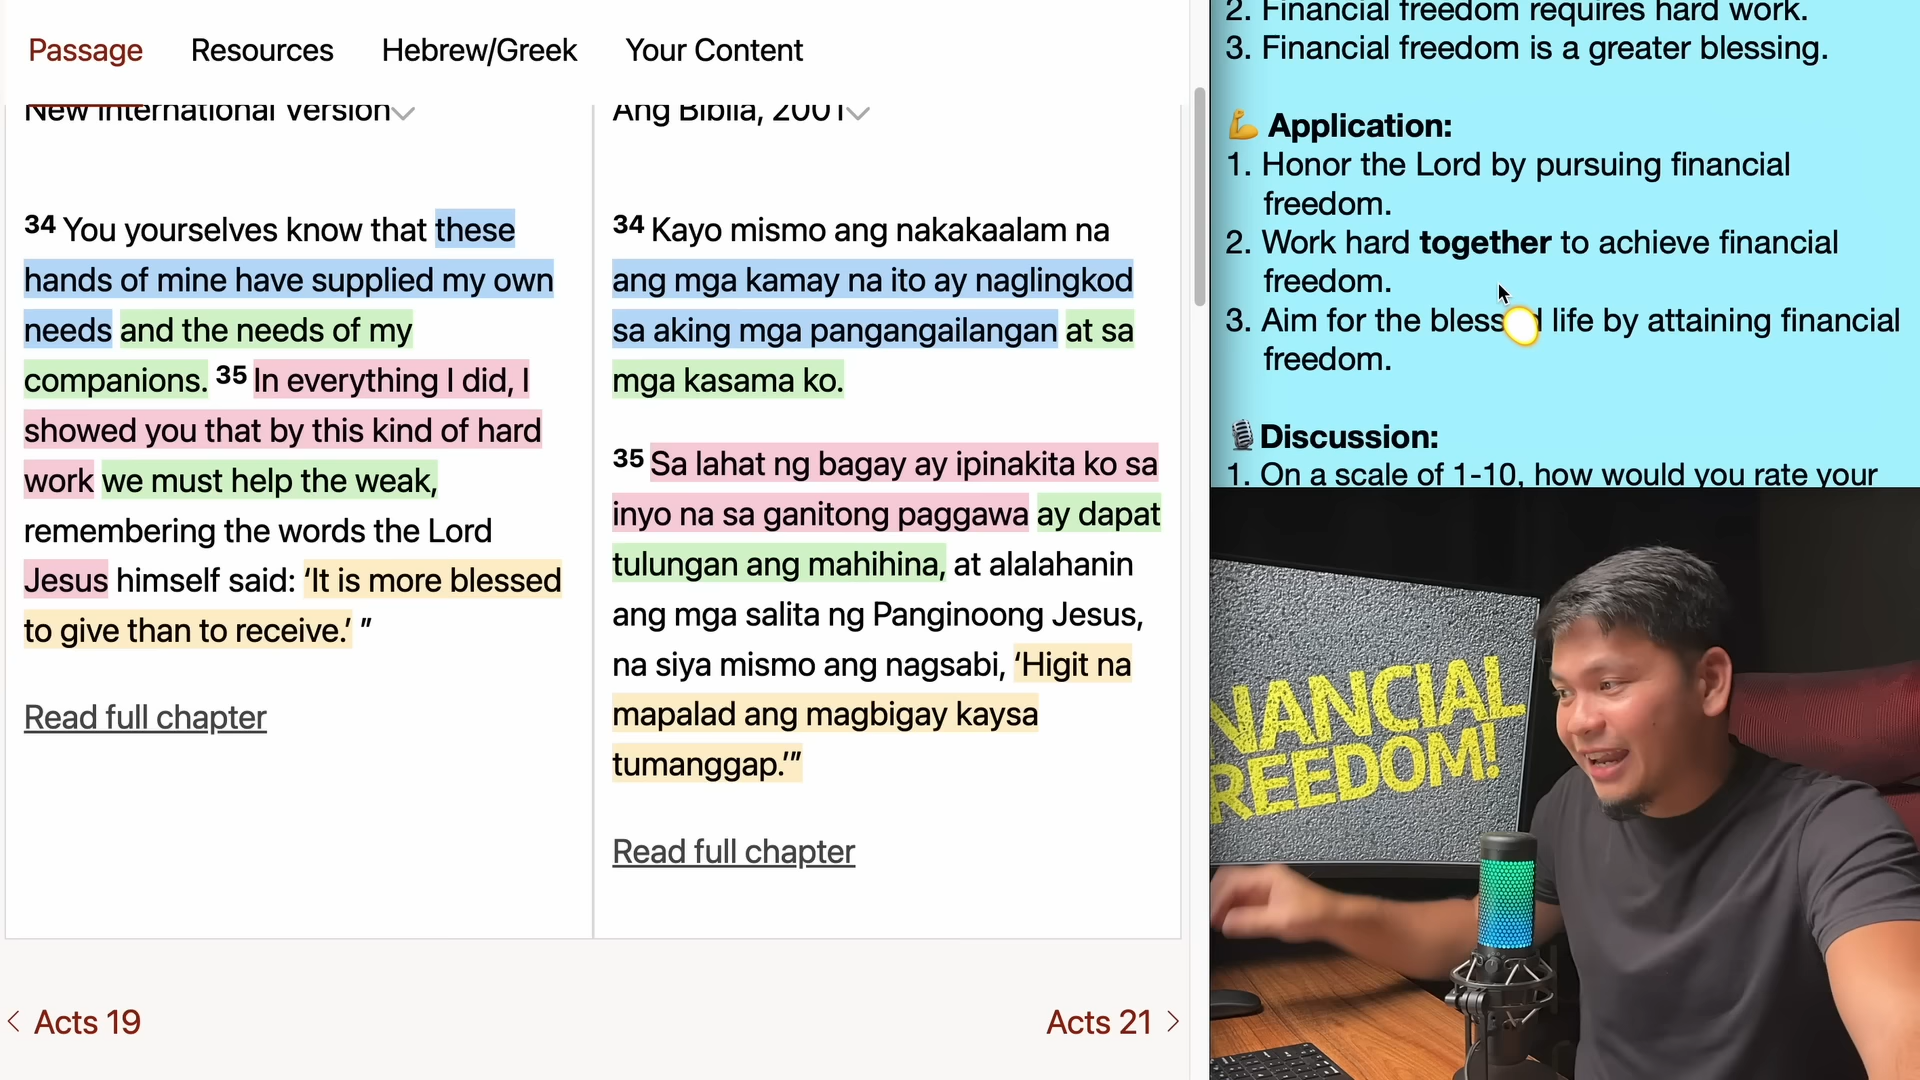 Passage
Resources
Hebrew/Greek
Your Content
New International Version
34 You yourselves know that these
hands of mine have supplied my own
needs and the needs of my
companions. 35 In everything I did, I
showed you that by this kind of hard
work we must help the weak,
remembering the words the Lord
Jesus himself said: ‘It is more blessed
to give than to receive.’ ”
Read full chapter
Ang Biblia, 2001
34 Kayo mismo ang nakakaalam na
ang mga kamay na ito ay naglingkod
sa aking mga pangangailangan at sa
mga kasama ko.
35 Sa lahat ng bagay ay ipinakita ko sa
inyo na sa ganitong paggawa ay dapat
tulungan ang mahihina, at alalahanin
ang mga salita ng Panginoong Jesus,
na siya mismo ang nagsabi, ‘Higit na
mapalad ang magbigay kaysa
tumanggap.’”
Read full chapter
< Acts 19
Acts 21 >
2. Financial freedom requires hard work.
3. Financial freedom is a greater blessing.
💪 Application:
1. Honor the Lord by pursuing financial
freedom.
2. Work hard together to achieve financial
freedom.
3. Aim for the blessed life by attaining financial
freedom.
🎙️Discussion:
1. On a scale of 1-10, how would you rate your
NANCIAL
REEDOM!